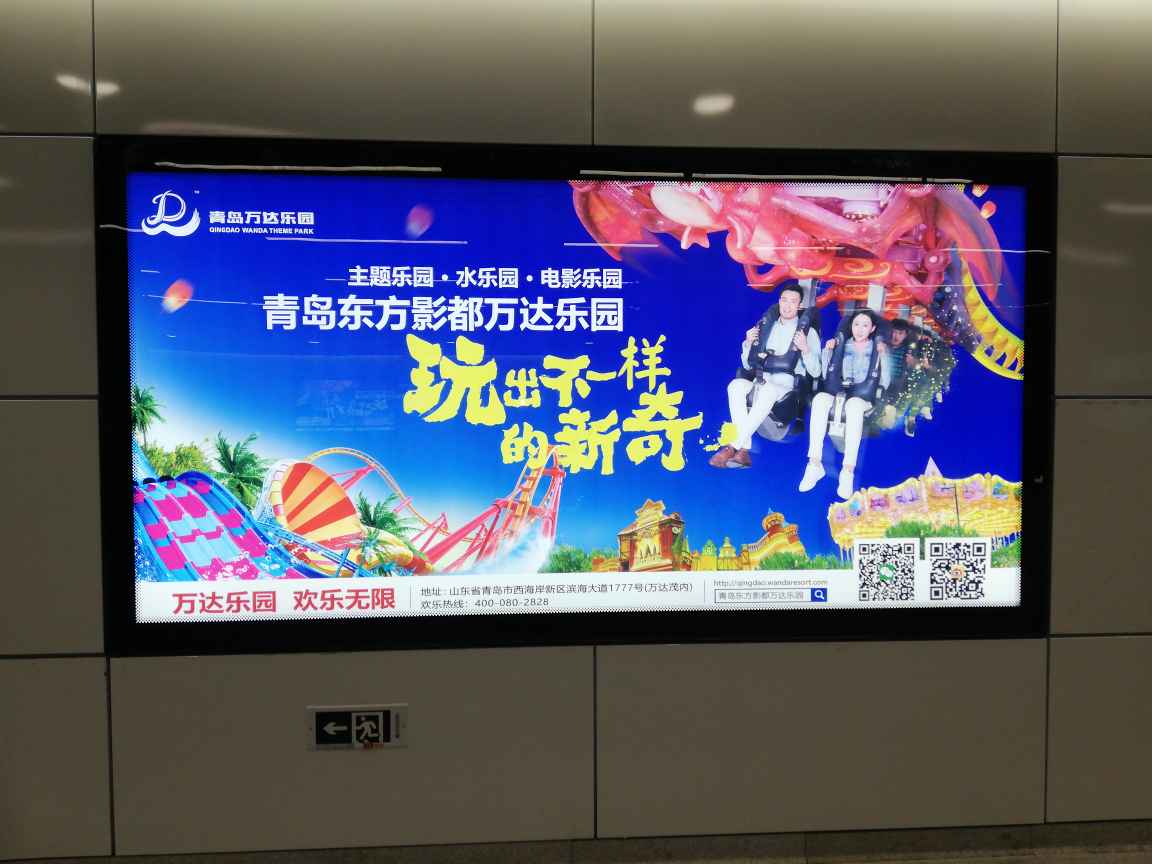 青岛万达乐园
QINGDAO WANDA THEME PARK
主题乐园·水乐园·电影乐园
青岛东方影都万达乐园
玩出不一样
的新奇
万达乐园 欢乐无限
地址：山东省青岛市西海岸新区滨海大道1777号(万达茂内)
欢乐热线：400-080-2828
http://qingdao.wandaresort.com
青岛东方影都万达乐园